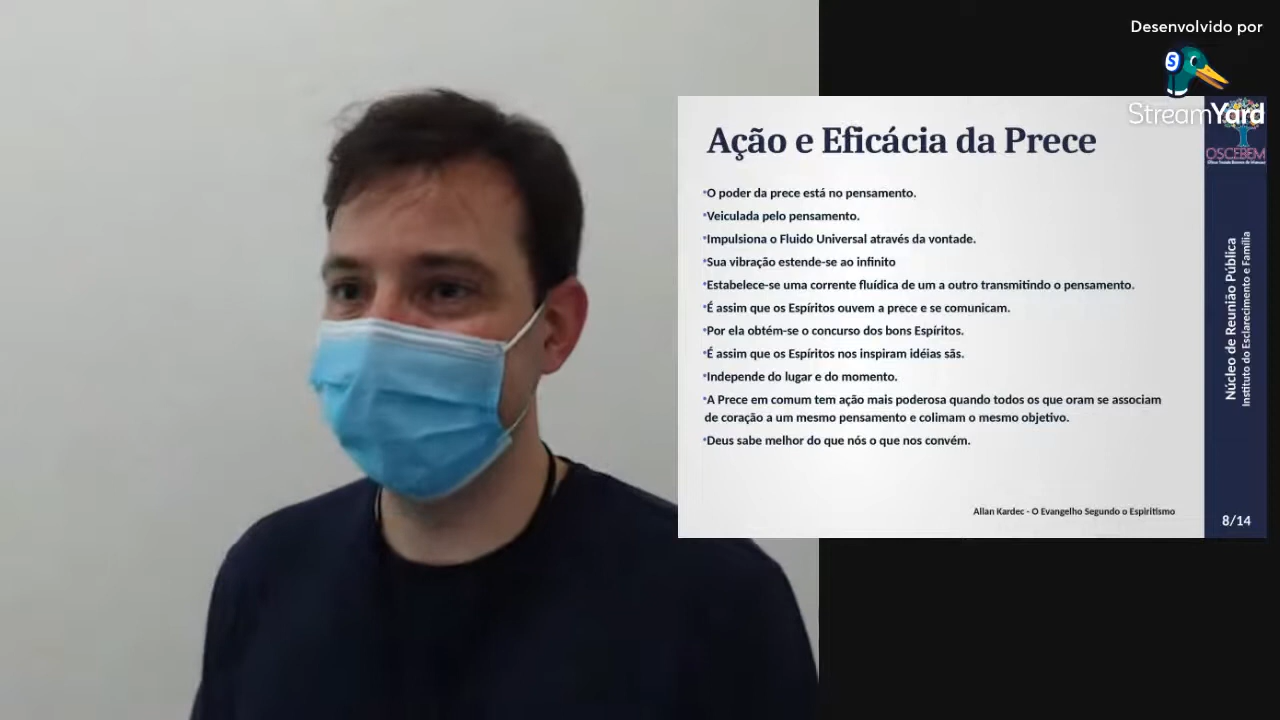 Desenvolvido por
StreamYard
Ação e Eficácia da Prece
OSCEBEM
•O poder da prece está no pensamento.
•Veiculada pelo pensamento.
•Impulsiona o Fluido Universal através da vontade.
•Sua vibração estende-se ao infinito
•Estabelece-se uma corrente fluídica de um a outro transmitindo o pensamento.
•É assim que os Espíritos ouvem a prece e se comunicam.
•Por ela obtém-se o concurso dos bons Espíritos.
•É assim que os Espíritos nos inspiram idéias sãs.
•Independe do lugar e do momento.
•A Prece em comum tem ação mais poderosa quando todos os que oram se associam
de coração a um mesmo pensamento e colimam o mesmo objetivo.
•Deus sabe melhor do que nós o que nos convém.
Allan Kardec - O Evangelho Segundo o Espiritismo
Núcleo de Reunião Pública
Instituto do Esclarecimento e Família
8/14